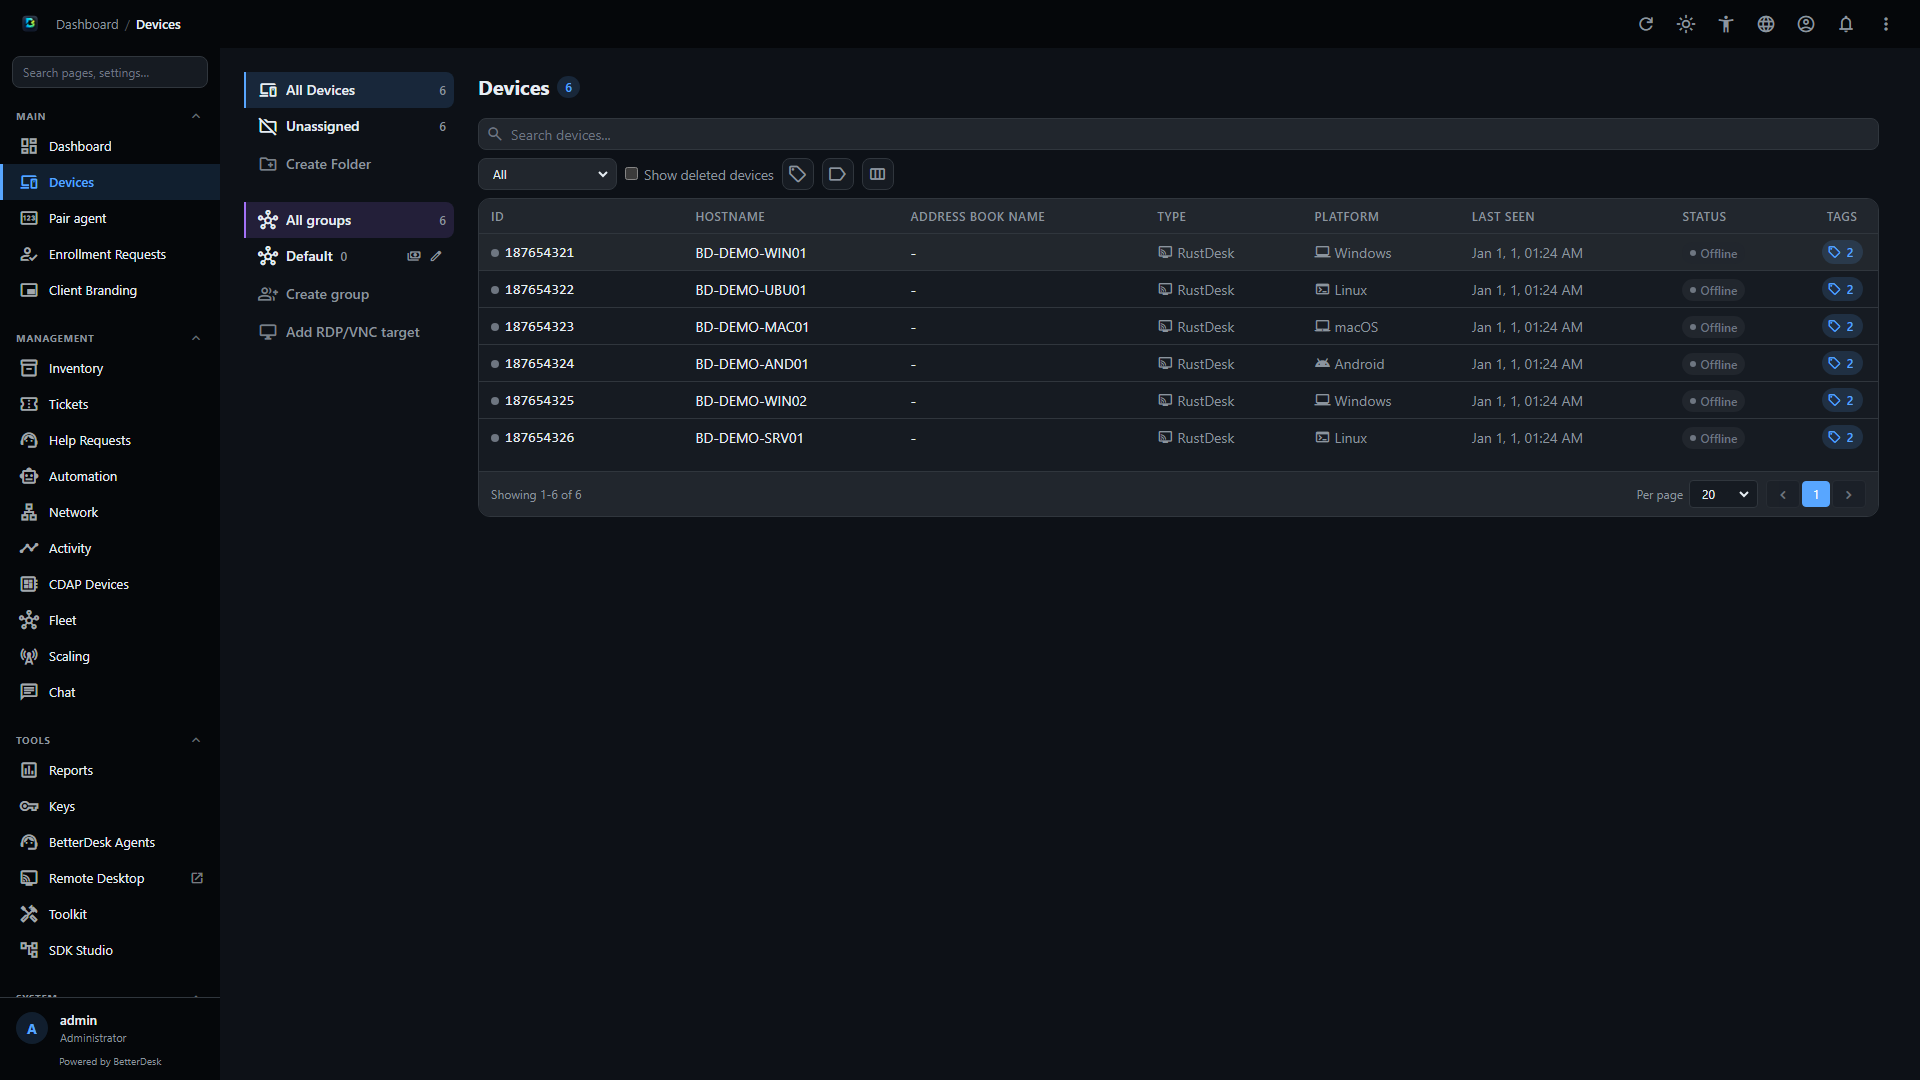 Dashboard / Devices
Search pages, settings...
MAIN
Dashboard
Devices
Pair agent
Enrollment Requests
Client Branding
MANAGEMENT
Inventory
Tickets
Help Requests
Automation
Network
Activity
CDAP Devices
Fleet
Scaling
Chat
TOOLS
Reports
Keys
BetterDesk Agents
Remote Desktop
Toolkit
SDK Studio
SYSTEM
A
admin
Administrator
Powered by BetterDesk
All Devices 6
Unassigned 6
Create Folder
All groups 6
Default 0
Create group
Add RDP/VNC target
Devices 6
Search devices...
All Show deleted devices
ID HOSTNAME ADDRESS BOOK NAME TYPE PLATFORM LAST SEEN STATUS TAGS
187654321 BD-DEMO-WIN01 - RustDesk Windows Jan 1, 1, 01:24 AM Offline 2
187654322 BD-DEMO-UBU01 - RustDesk Linux Jan 1, 1, 01:24 AM Offline 2
187654323 BD-DEMO-MAC01 - RustDesk macOS Jan 1, 1, 01:24 AM Offline 2
187654324 BD-DEMO-AND01 - RustDesk Android Jan 1, 1, 01:24 AM Offline 2
187654325 BD-DEMO-WIN02 - RustDesk Windows Jan 1, 1, 01:24 AM Offline 2
187654326 BD-DEMO-SRV01 - RustDesk Linux Jan 1, 1, 01:24 AM Offline 2
Showing 1-6 of 6 Per page 20 1